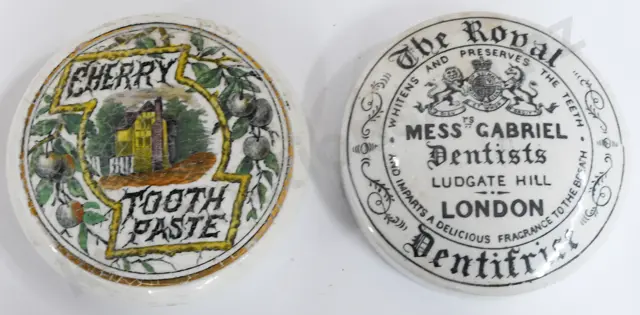 CHERRY
TOOTH
PASTE
The Royal
WHITENS AND PRESERVES THE TEETH
MESSRS GABRIEL
Dentists
LUDGATE HILL
LONDON
AND IMPARTS A DELICIOUS FRAGRANCE TO THE BREATH
Dentifrice